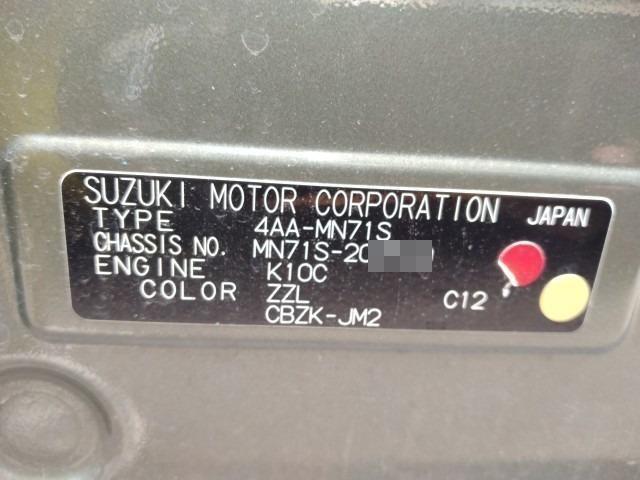 SUZUKI MOTOR CORPORATION JAPAN
TYPE 4AA-MN71S
CHASSIS NO. MN71S-20
ENGINE K10C
COLOR ZZL C12
CBZK-JM2